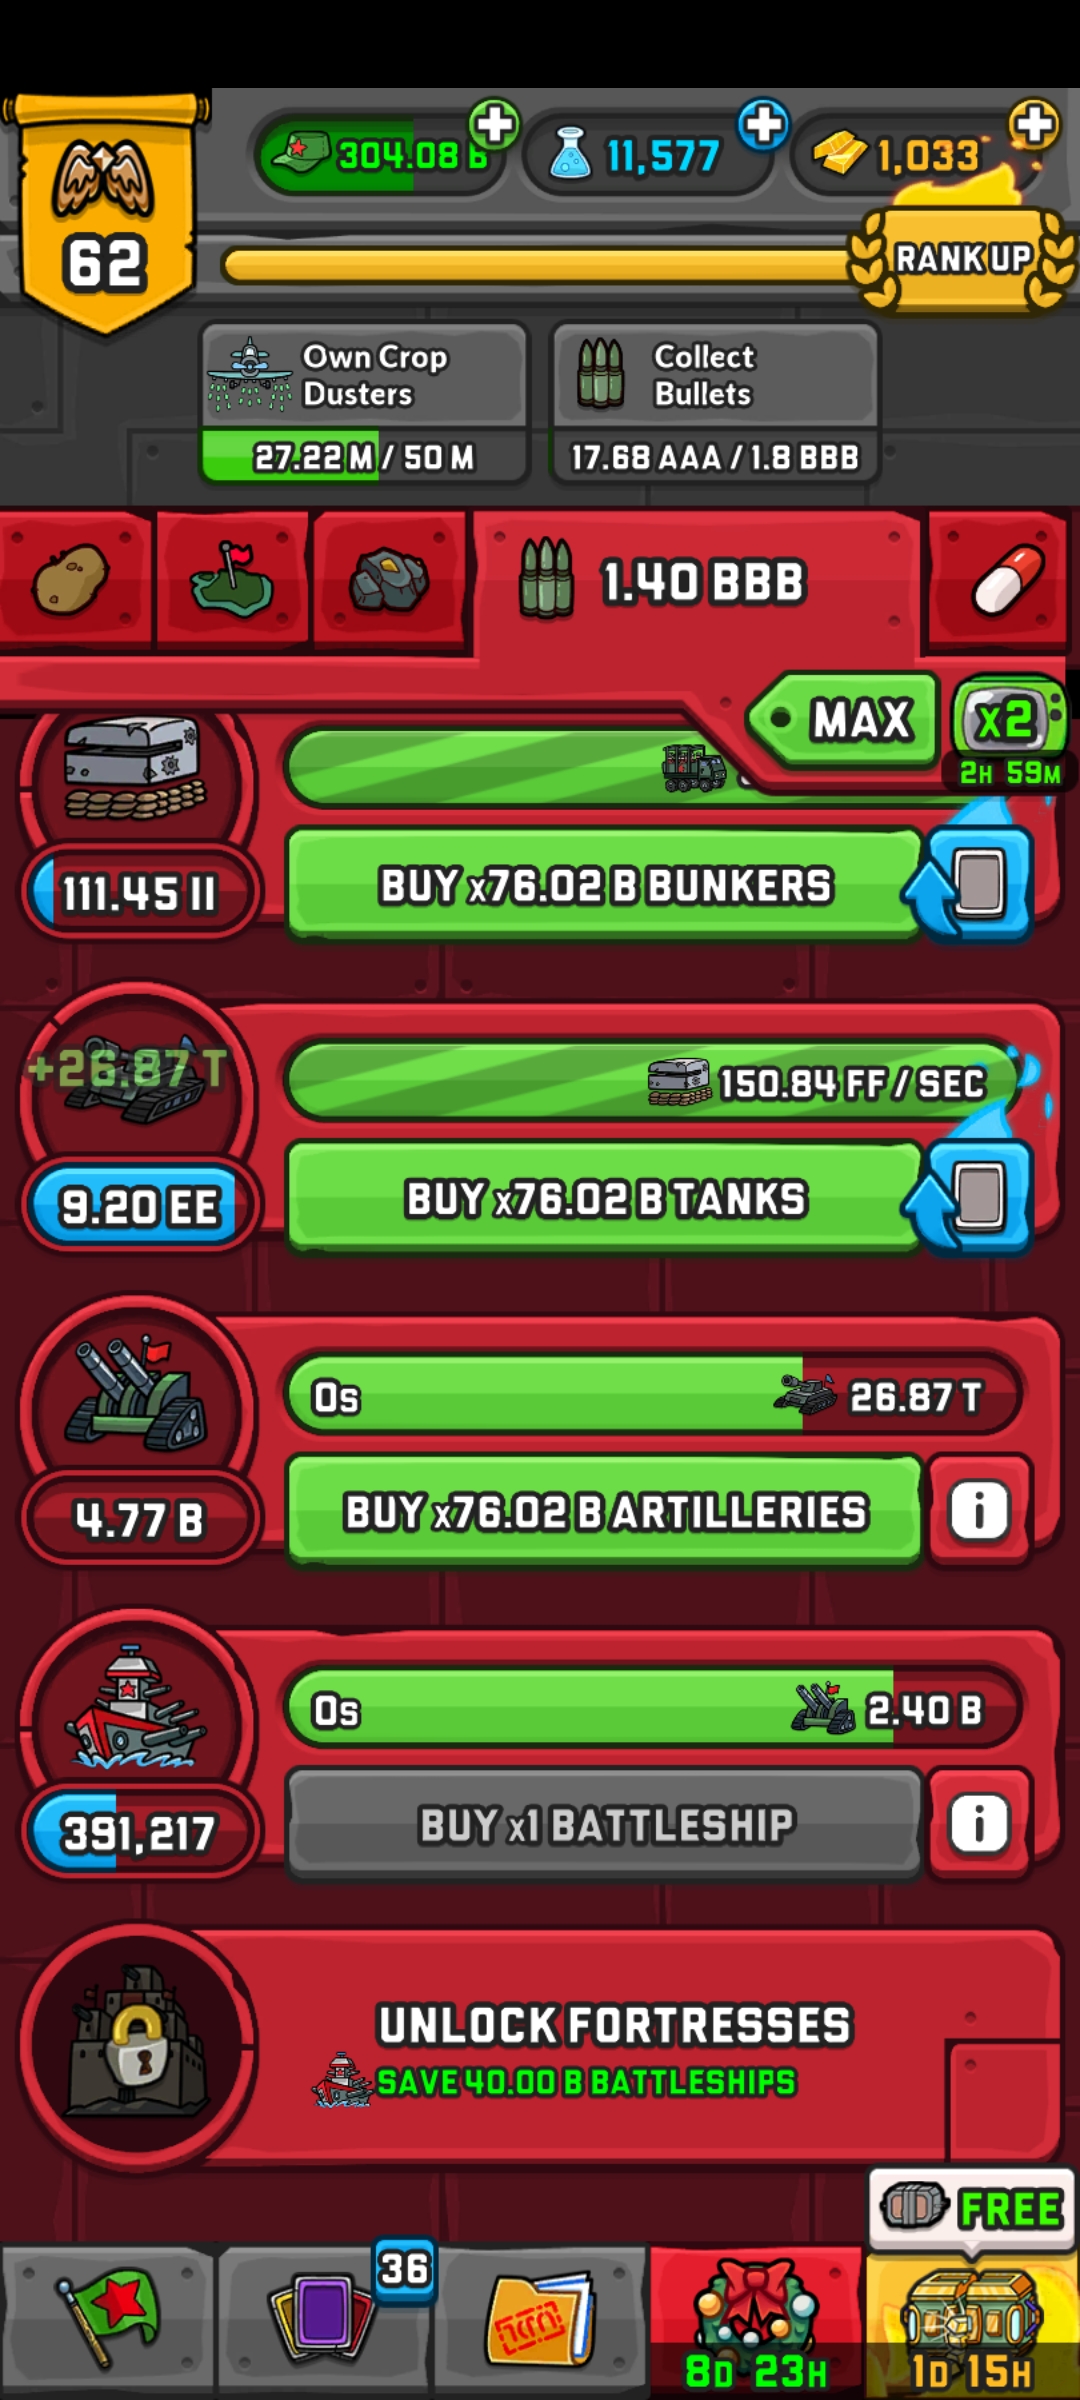 62
304.08 B
11,577
1,033
RANK UP
Own Crop
Dusters
27.22 M / 50 M
Collect
Bullets
17.68 AAA / 1.8 BBB
1.40 BBB
MAX
x2
2H 59M
111.45 II
BUY x76.02 B BUNKERS
+26.87 T
150.84 FF / SEC
9.20 EE
BUY x76.02 B TANKS
0s
26.87 T
4.77 B
BUY x76.02 B ARTILLERIES
i
0s
2.40 B
391,217
BUY x1 BATTLESHIP
i
UNLOCK FORTRESSES
SAVE 40.00 B BATTLESHIPS
FREE
36
8D 23H
1D 15H